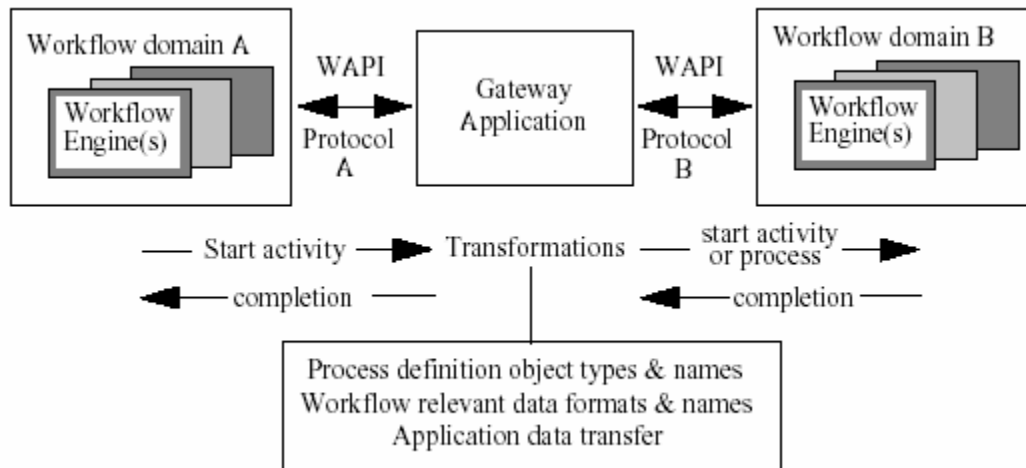 Workflow domain A
Workflow
Engine(s)
WAPI
Protocol
A
Gateway
Application
WAPI
Protocol
B
Workflow domain B
Workflow
Engine(s)
Start activity
Transformations
start activity
or process
completion
completion
Process definition object types & names
Workflow relevant data formats & names
Application data transfer